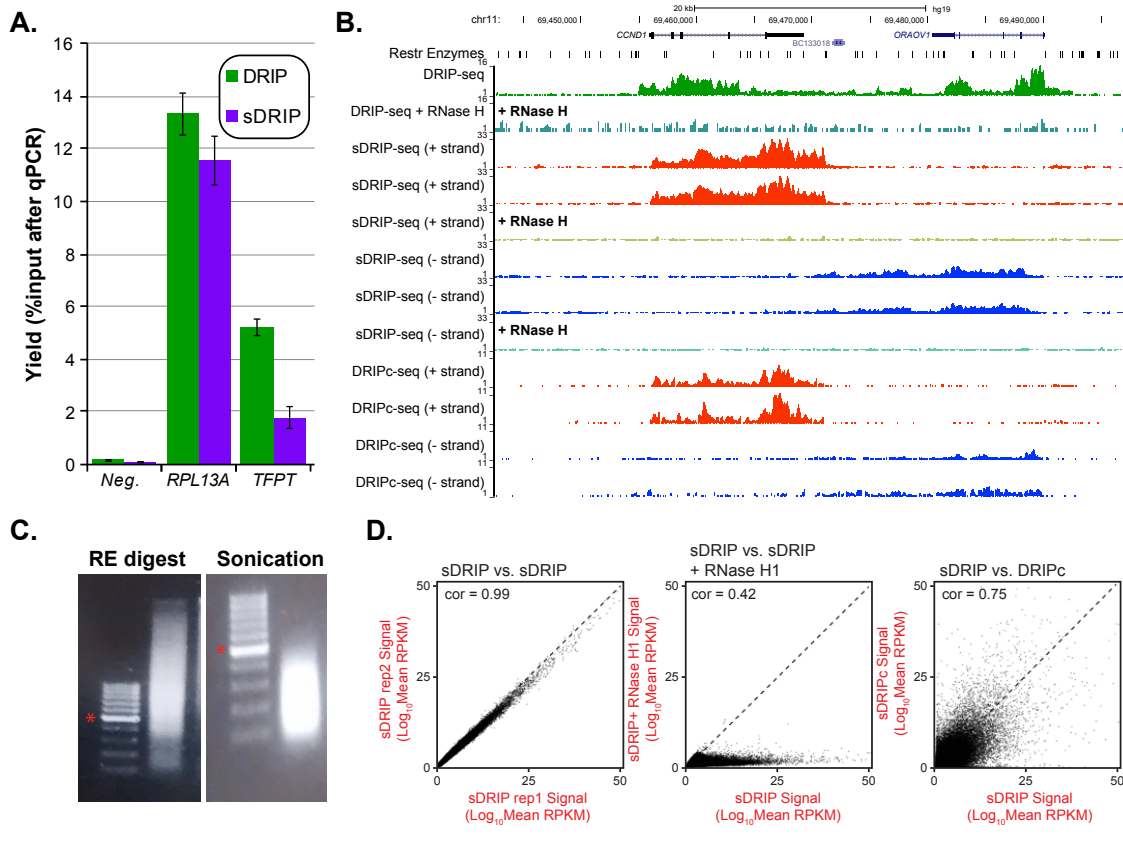 A.
16
14
12
10
8
6
4
2
0
Yield (%input after qPCR)
DRIP
sDRIP
Neg. RPL13A TFPT
B.
20 kb hg19
chr11: 69,450,000 69,460,000 69,470,000 69,480,000 69,490,000
CCND1 BC133018 ORAOV1
Restr Enzymes
16
DRIP-seq
1
16
DRIP-seq + RNase H + RNase H
1
33
sDRIP-seq (+ strand)
1
33
sDRIP-seq (+ strand)
1
33
sDRIP-seq (+ strand) + RNase H
1
33
sDRIP-seq (- strand)
1
33
sDRIP-seq (- strand)
1
33
sDRIP-seq (- strand) + RNase H
1
11
DRIPc-seq (+ strand)
1
11
DRIPc-seq (+ strand)
1
11
DRIPc-seq (- strand)
1
11
DRIPc-seq (- strand)
1
C.
RE digest Sonication
*
*
D.
sDRIP vs. sDRIP
cor = 0.99
50
25
0
0 25 50
sDRIP rep2 Signal
(Log10Mean RPKM)
sDRIP rep1 Signal
(Log10Mean RPKM)
sDRIP vs. sDRIP
+ RNase H1
cor = 0.42
50
25
0
0 25 50
sDRIP+ RNase H1 Signal
(Log10Mean RPKM)
sDRIP Signal
(Log10Mean RPKM)
sDRIP vs. DRIPc
cor = 0.75
50
25
0
0 25 50
sDRIPc Signal
(Log10Mean RPKM)
sDRIP Signal
(Log10Mean RPKM)